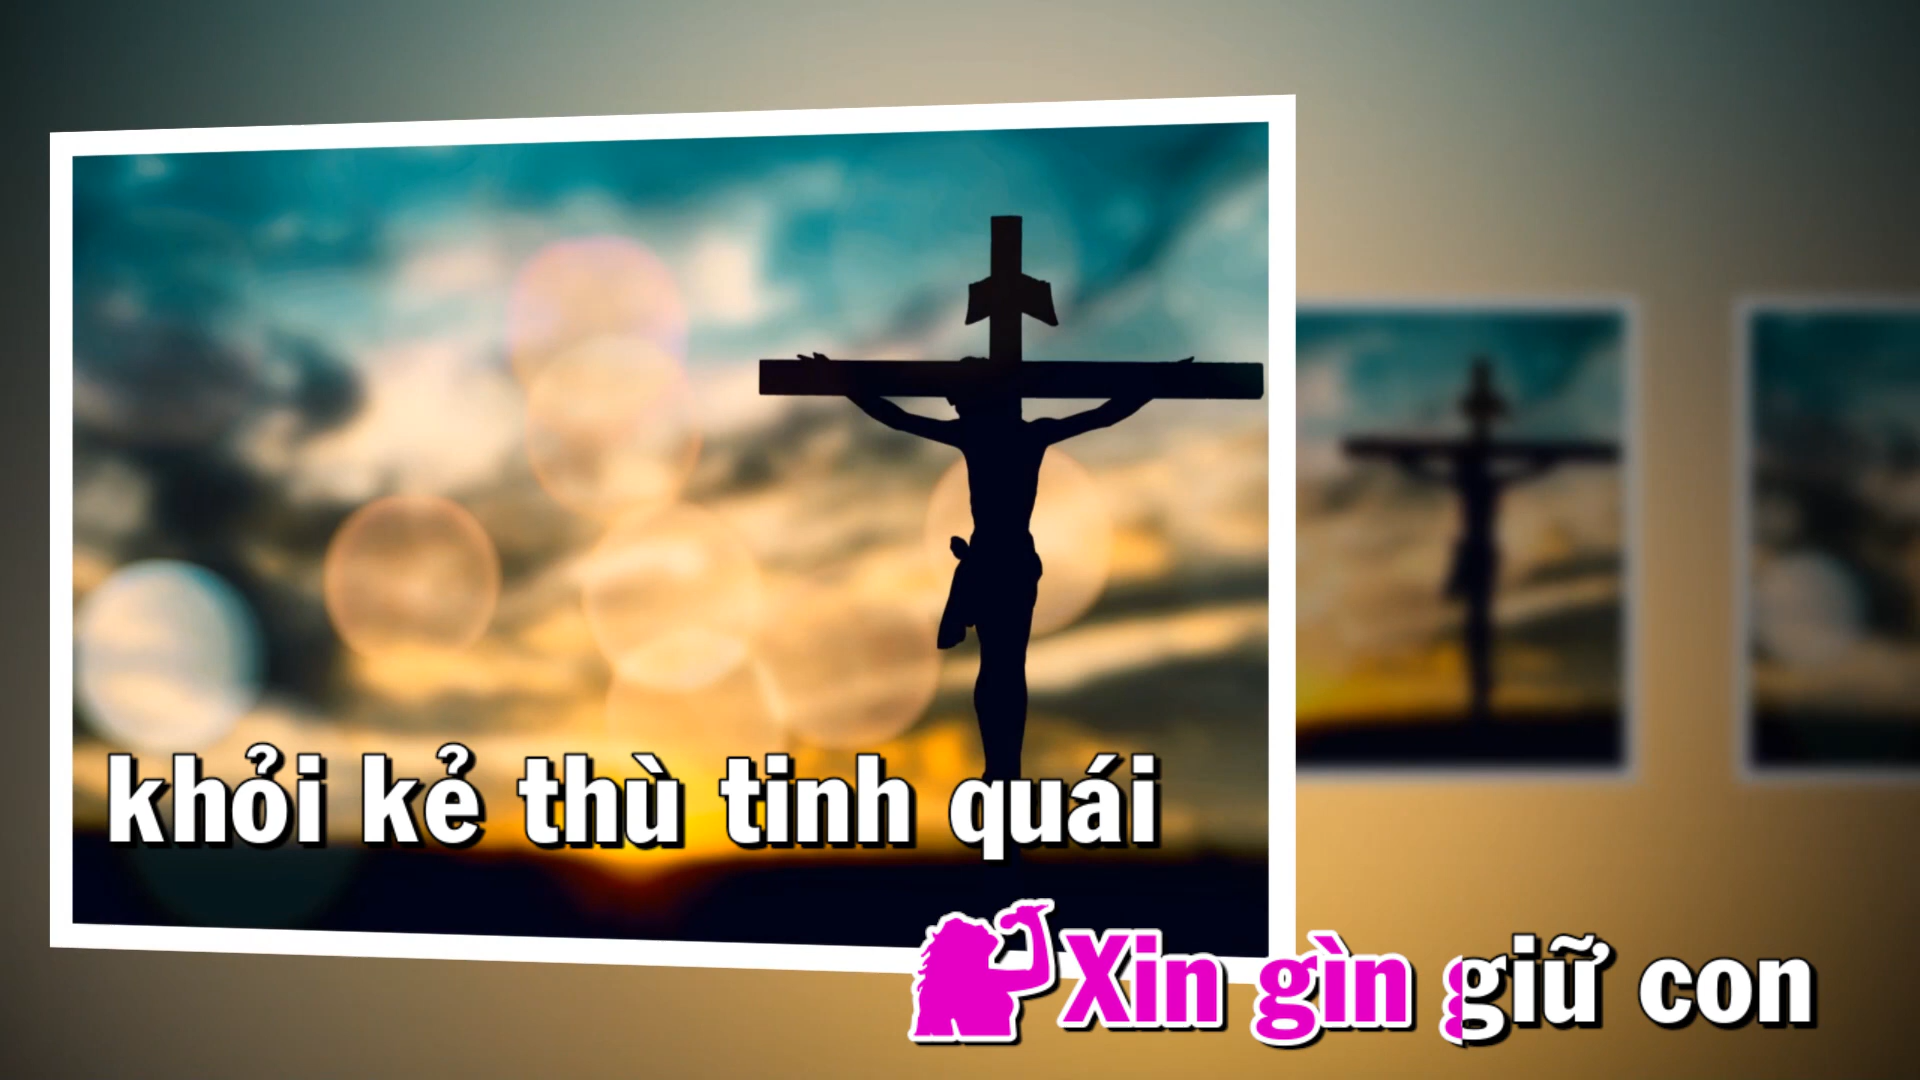 khỏi kẻ thù tinh quái
Xin gìn giữ con